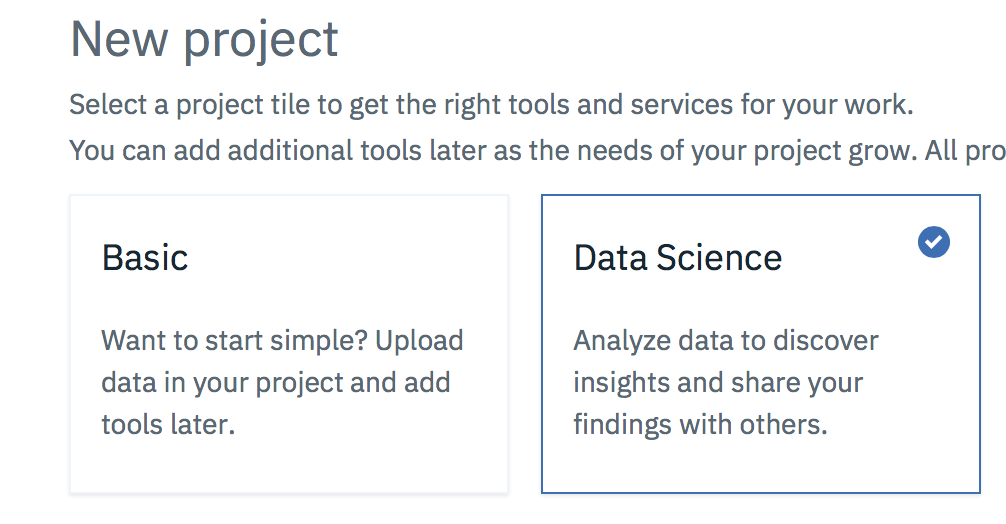 New project
Select a project tile to get the right tools and services for your work.
You can add additional tools later as the needs of your project grow. All pro
Basic
Want to start simple? Upload
data in your project and add
tools later.
Data Science
Analyze data to discover
insights and share your
findings with others.